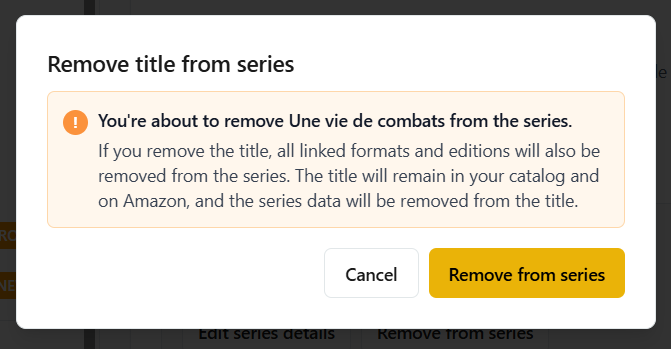 Remove title from series
You're about to remove Une vie de combats from the series.
If you remove the title, all linked formats and editions will also be
removed from the series. The title will remain in your catalog and
on Amazon, and the series data will be removed from the title.
Cancel
Remove from series
Edit series details
Remove from series